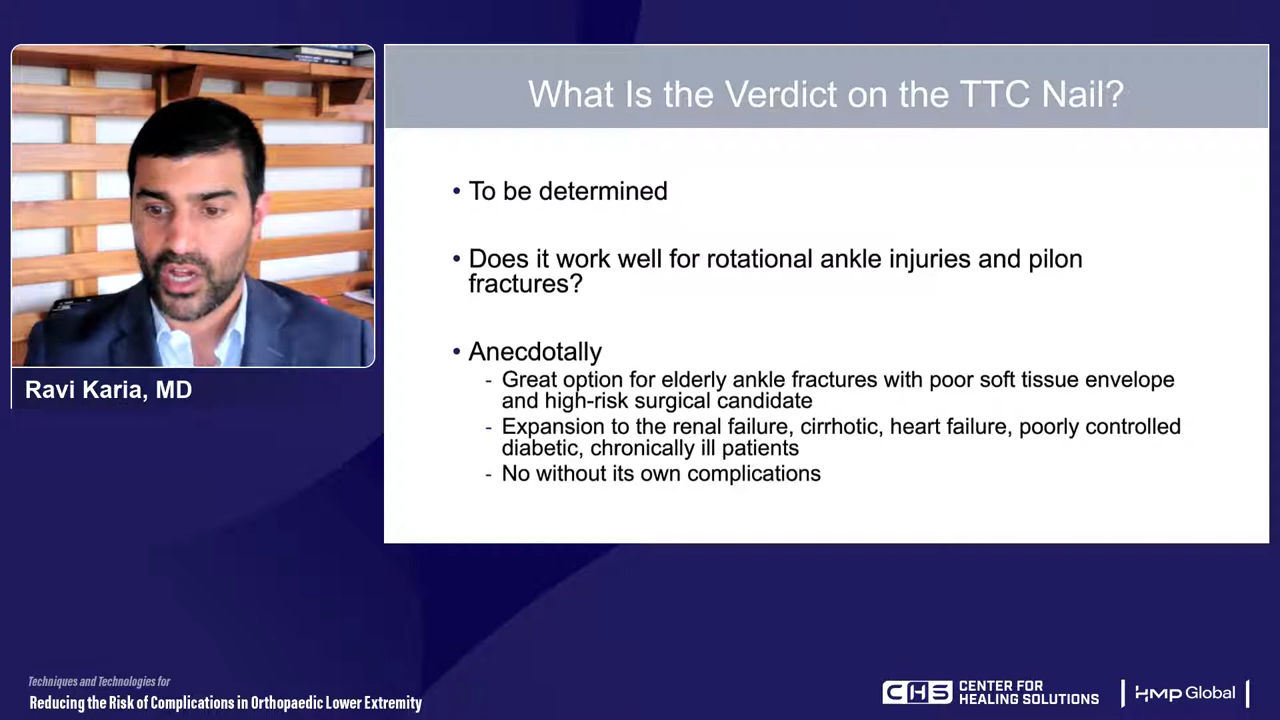 What Is the Verdict on the TTC Nail?
• To be determined
• Does it work well for rotational ankle injuries and pilon
fractures?
• Anecdotally
- Great option for elderly ankle fractures with poor soft tissue envelope
and high-risk surgical candidate
- Expansion to the renal failure, cirrhotic, heart failure, poorly controlled
diabetic, chronically ill patients
- No without its own complications
Ravi Karia, MD
Techniques and Technologies for
Reducing the Risk of Complications in Orthopaedic Lower Extremity
CHS CENTER FOR
HEALING SOLUTIONS
HMP Global